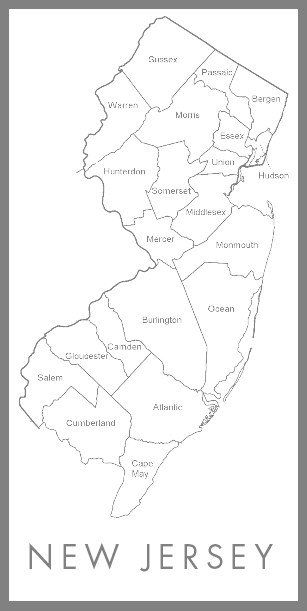 Sussex
Passaic
Bergen
Warren
Morris
Essex
Union
Hudson
Hunterdon
Somerset
Middlesex
Mercer
Monmouth
Ocean
Burlington
Camden
Gloucester
Salem
Atlantic
Cumberland
Cape
May
NEW JERSEY